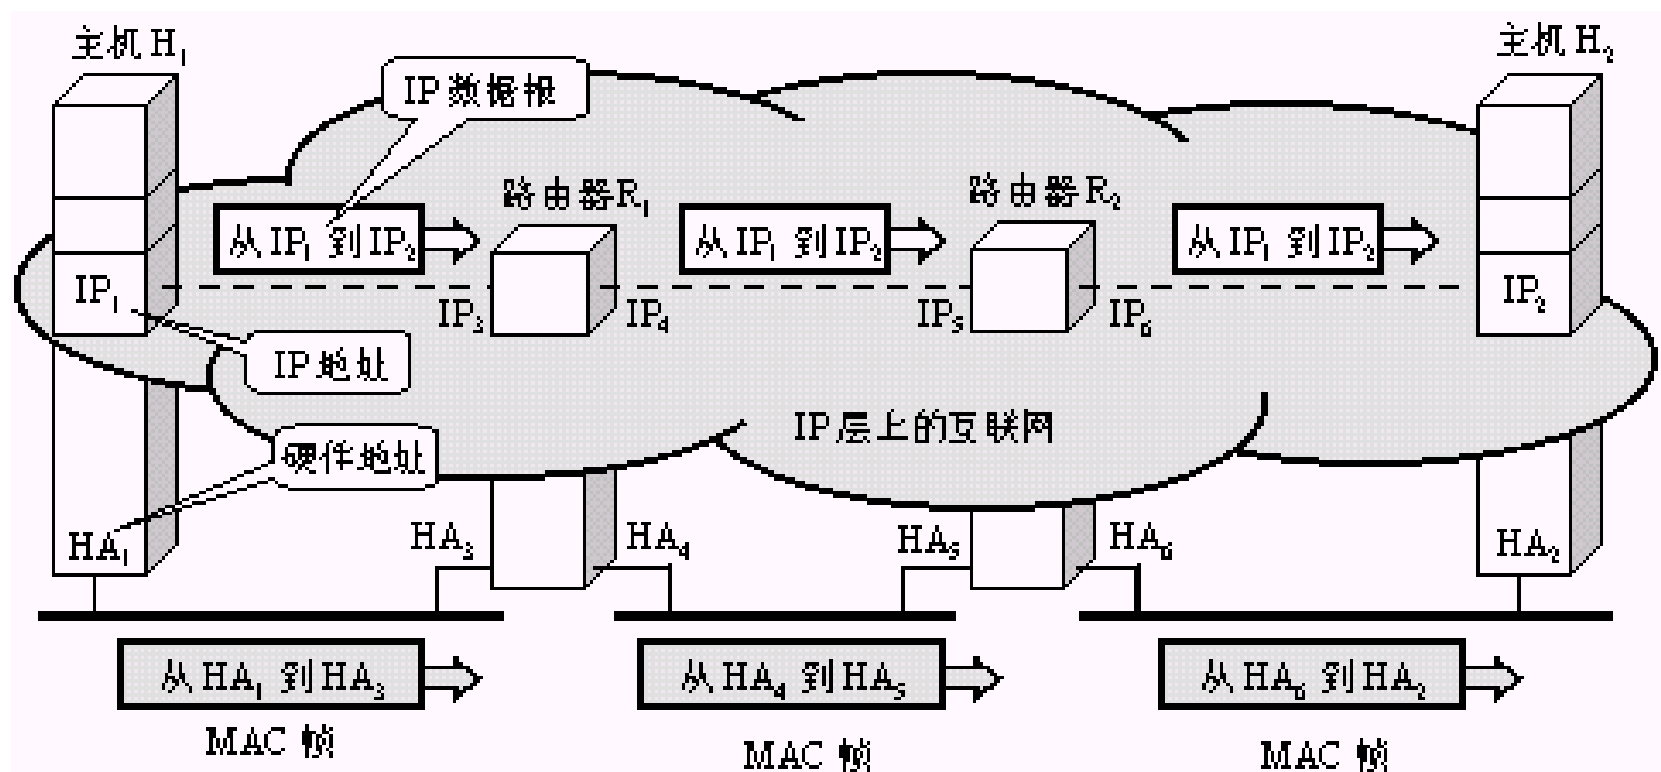 主机 H₁
主机 H₂
IP 数据报
路由器 R₁
路由器 R₂
从 IP₁ 到 IP₂
从 IP₁ 到 IP₂
从 IP₁ 到 IP₂
IP₁
IP₃
IP₄
IP₅
IP₆
IP₂
IP 地址
IP 层上的互联网
硬件地址
HA₁
HA₃
HA₄
HA₅
HA₆
HA₂
从 HA₁ 到 HA₃
从 HA₄ 到 HA₅
从 HA₆ 到 HA₂
MAC 帧
MAC 帧
MAC 帧